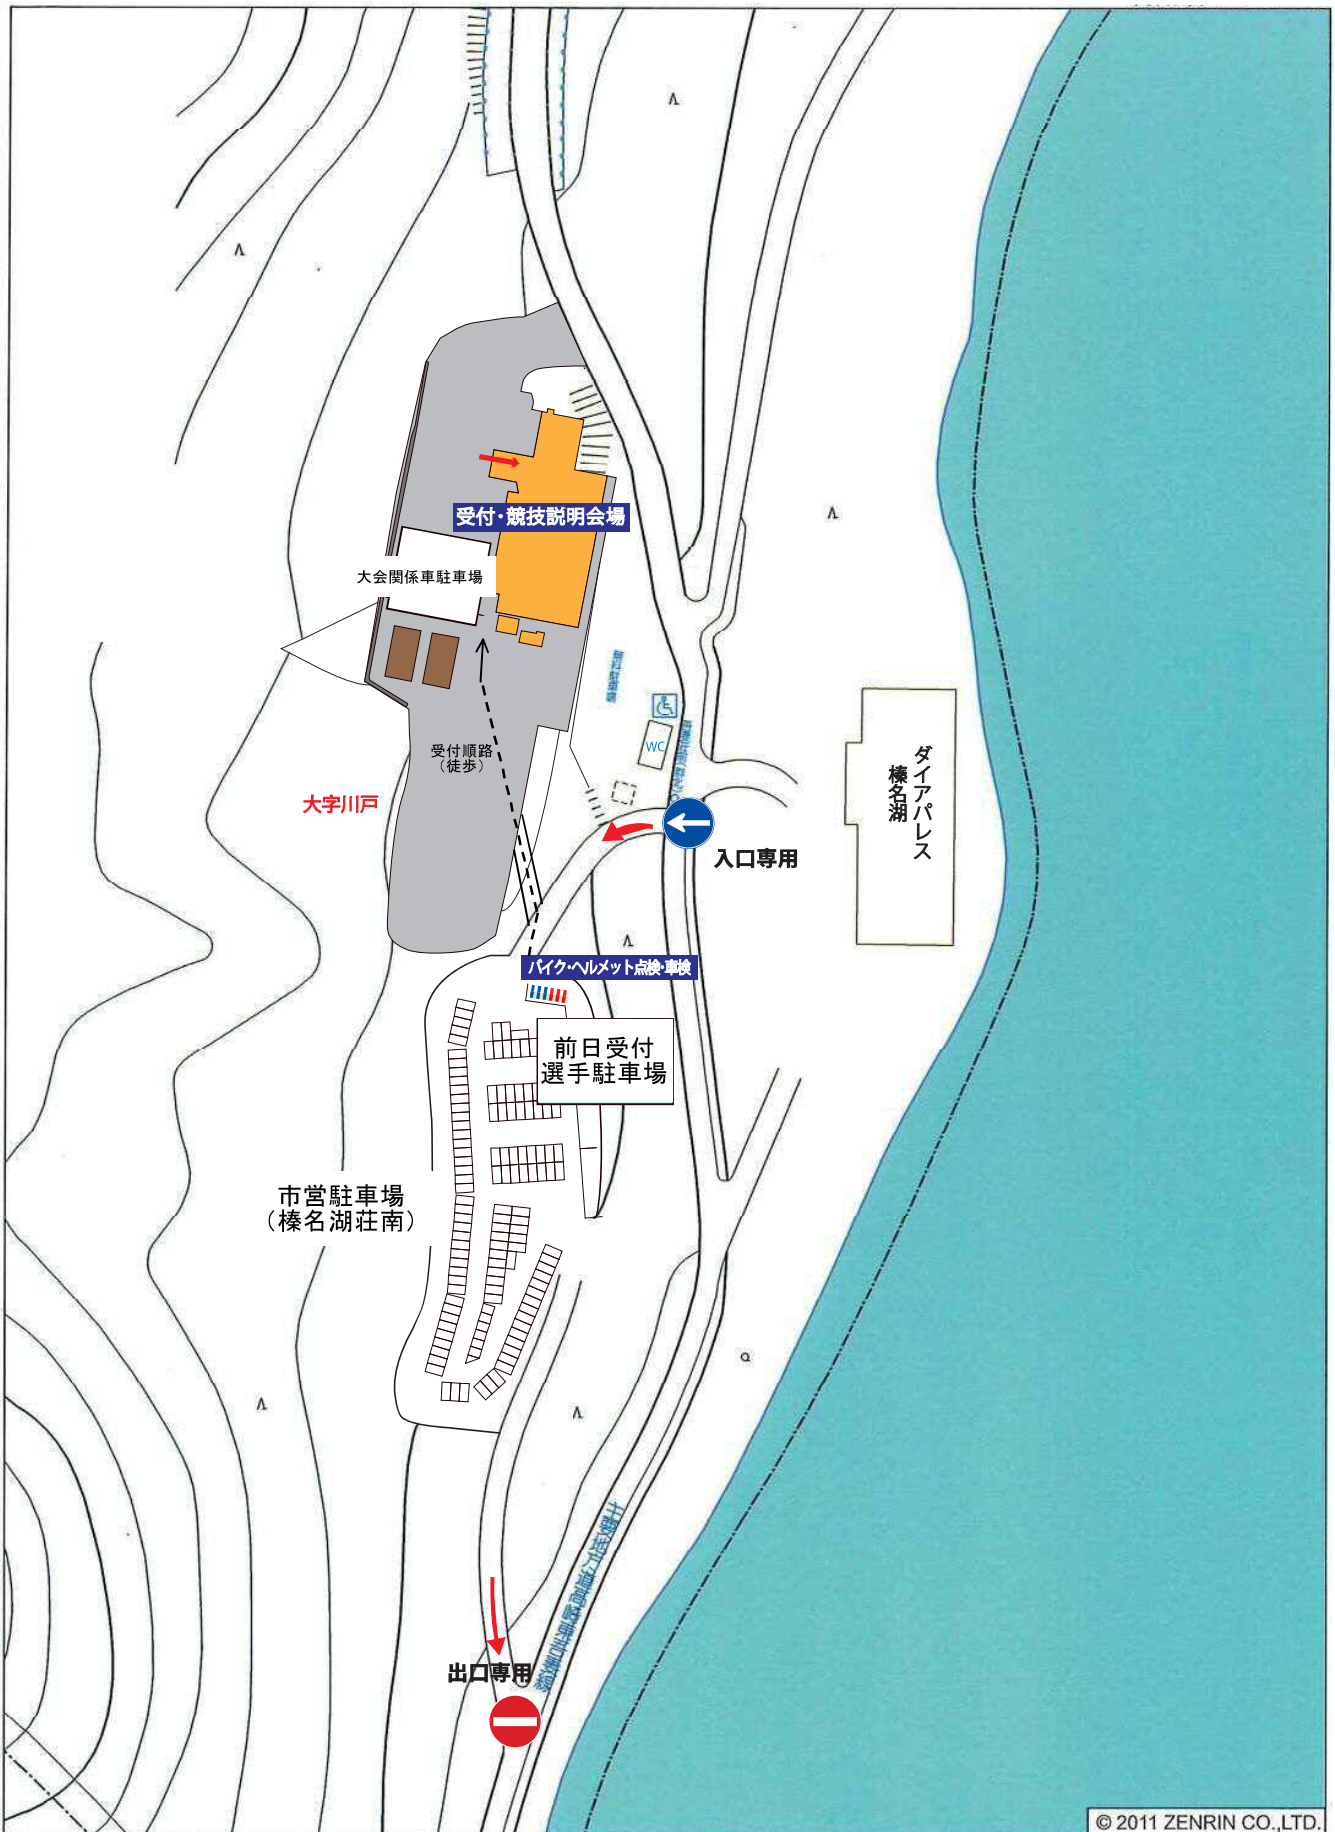 受付・競技説明会場
大会関係車駐車場
WC
受付順路
（徒歩）
大字川戸
入口専用
ダイアパレス
榛名湖
バイク・ヘルメット点検・車検
前日受付
選手駐車場
市営駐車場
（榛名湖荘南）
出口専用
© 2011 ZENRIN CO.,LTD.